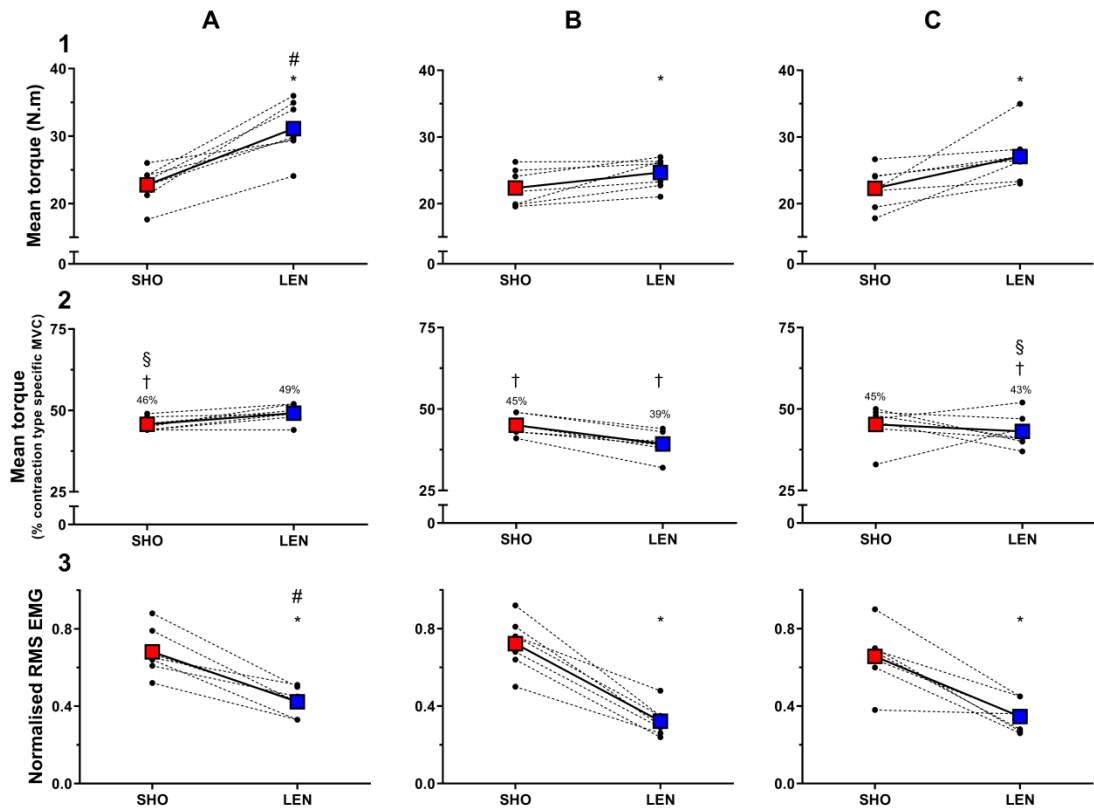 A
B
C
1
Mean torque (N.m)
40
30
20
0
#
*
SHO
LEN
40
30
20
0
*
SHO
LEN
40
30
20
0
*
SHO
LEN
2
Mean torque
(% contraction type specific MVC)
75
50
25
0
§
†
46%
49%
SHO
LEN
75
50
25
0
†
45%
†
39%
SHO
LEN
75
50
25
0
45%
§
†
43%
SHO
LEN
3
Normalised RMS EMG
0.8
0.4
0.0
#
*
SHO
LEN
0.8
0.4
0.0
*
SHO
LEN
0.8
0.4
0.0
*
SHO
LEN